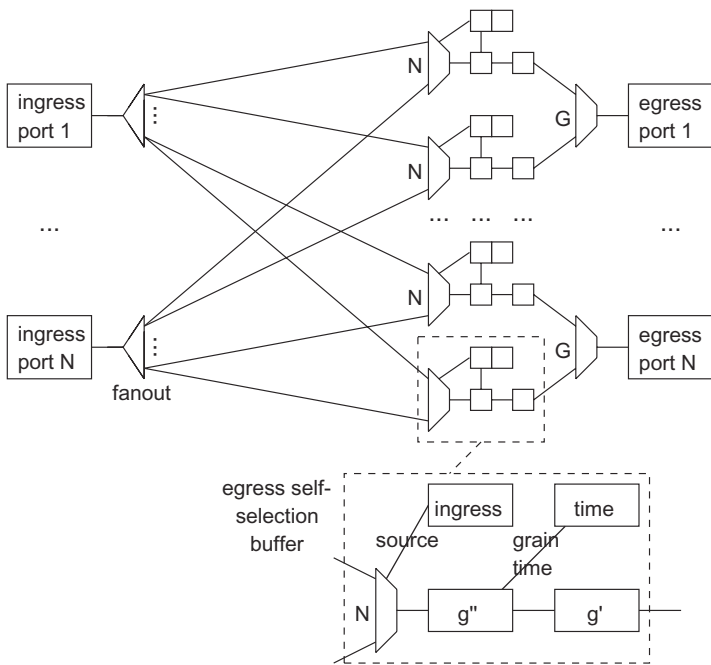 N
ingress
port 1
...
G
egress
port 1
N
...
... ... ...
...
N
ingress
port N
...
fanout
G
egress
port N
egress self-
selection
buffer
ingress
time
source
grain
time
N
g"
g'